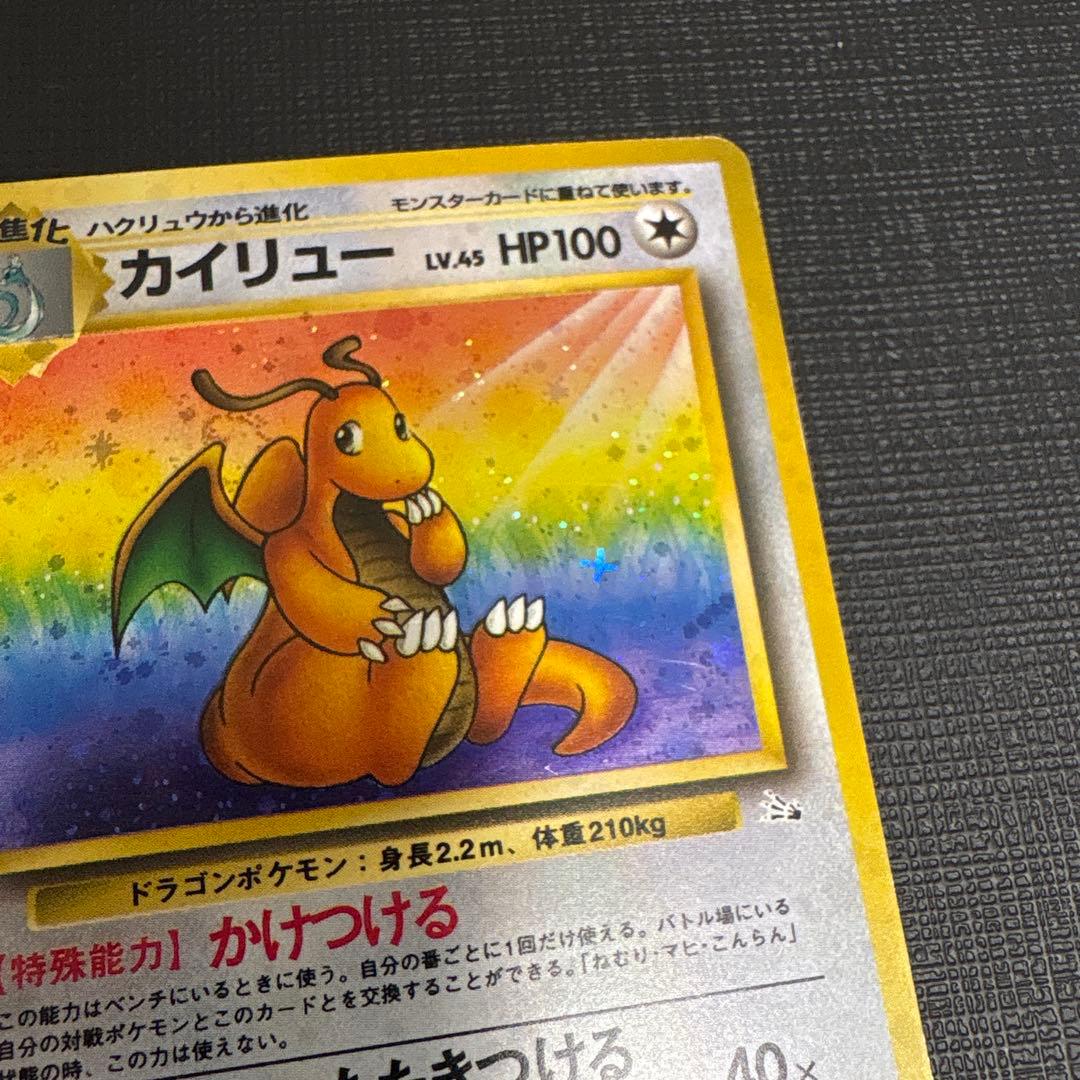 進化 ハクリュウから進化 モンスターカードに重ねて使います。
カイリュー LV.45 HP100
ドラゴンポケモン：身長2.2m、体重210kg
【特殊能力】かけつける
この能力はベンチにいるときに使う。自分の番ごとに1回だけ使える。バトル場にいる
自分の対戦ポケモンとこのカードとを交換することができる。「ねむり・マヒ・こんらん」
状態の時、この力は使えない。
たたきつける 40×